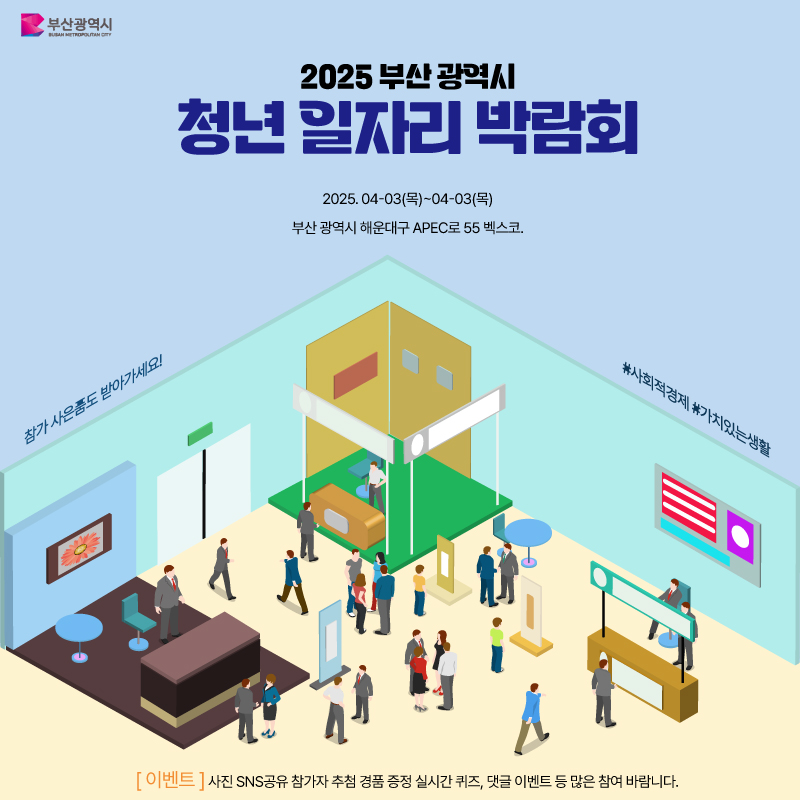 부산광역시
BUSAN METROPOLITAN CITY
2025 부산 광역시
청년 일자리 박람회
2025. 04-03(목)~04-03(목)
부산 광역시 해운대구 APEC로 55 벡스코.
참가 사은품도 받아가세요!
#사회적경제 #가치있는생활
[ 이벤트 ] 사진 SNS공유 참가자 추첨 경품 증정 실시간 퀴즈, 댓글 이벤트 등 많은 참여 바랍니다.